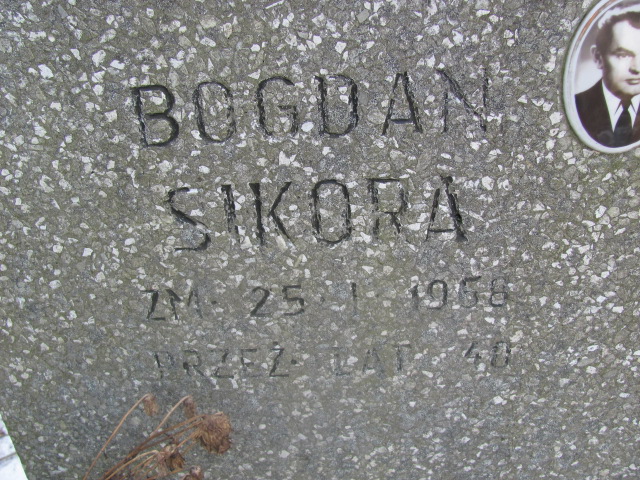 BOGDAN
SIKORA
ZM. 25. I 1968
PRZEŻ. LAT 48